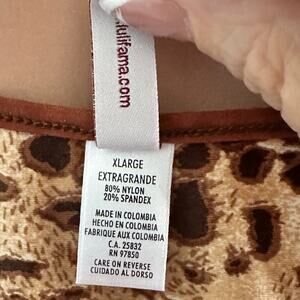 lulifama.com
XLARGE
EXTRAGRANDE
80% NYLON
20% SPANDEX
MADE IN COLOMBIA
HECHO EN COLOMBIA
FABRIQUE AUX COLOMBIA
C.A. 25832
RN 97850
CARE ON REVERSE
CUIDADO AL DORSO